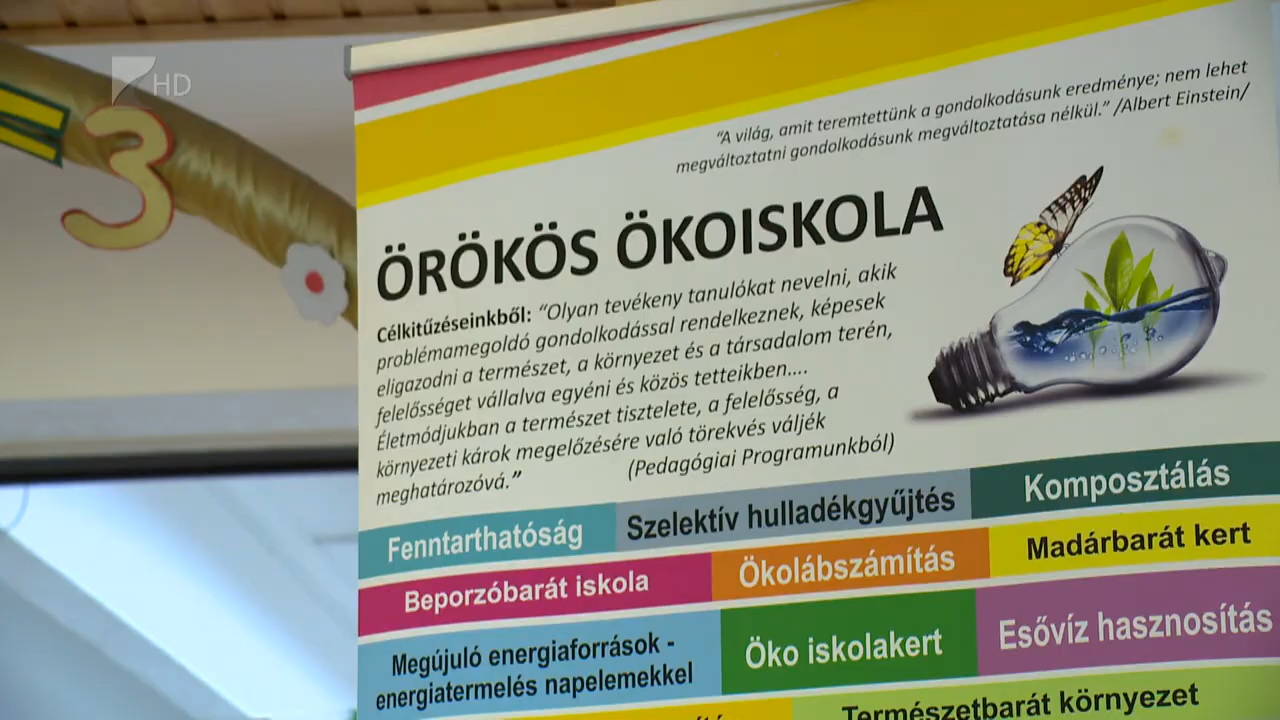 HD
3
"A világ, amit teremtettünk a gondolkodásunk eredménye; nem lehet
megváltoztatni gondolkodásunk megváltoztatása nélkül." /Albert Einstein/
ÖRÖKÖS ÖKOISKOLA
Célkitűzéseinkből: "Olyan tevékeny tanulókat nevelni, akik
problémamegoldó gondolkodással rendelkeznek, képesek
eligazodni a természet, a környezet és a társadalom terén,
felelősséget vállalva egyéni és közös tetteikben....
Életmódjukban a természet tisztelete, a felelősség, a
környezeti károk megelőzésére való törekvés váljék
meghatározóvá." (Pedagógiai Programunkból)
Fenntarthatóság Szelektív hulladékgyűjtés Komposztálás
Beporzóbarát iskola Ökolábszámítás Madárbarát kert
Megújuló energiaforrások -
energiatermelés napelemekkel
Öko iskolakert Esővíz hasznosítás
Természetbarát környezet